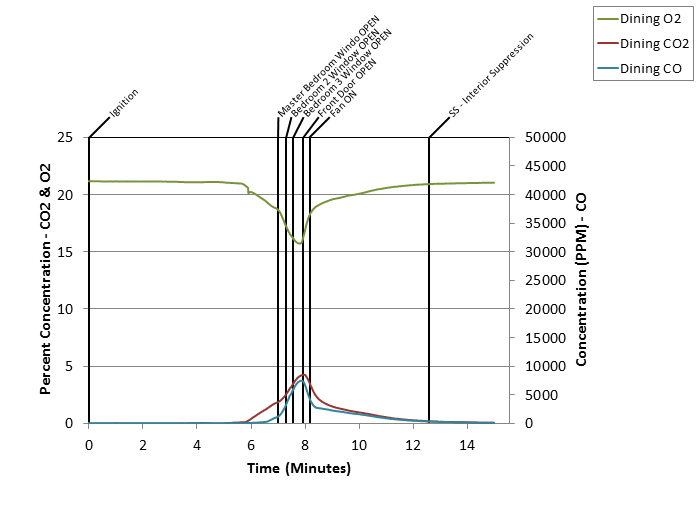 Dining O2
Dining CO2
Dining CO
Ignition
Master Bedroom Windo OPEN
Bedroom 2 Window OPEN
Bedroom 3 Window OPEN
Front Door OPEN
Fan ON
SS - Interior Suppression
25
20
15
10
5
0
Percent Concentration - CO2 & O2
50000
45000
40000
35000
30000
25000
20000
15000
10000
5000
0
Concentration (PPM) - CO
0 2 4 6 8 10 12 14
Time (Minutes)